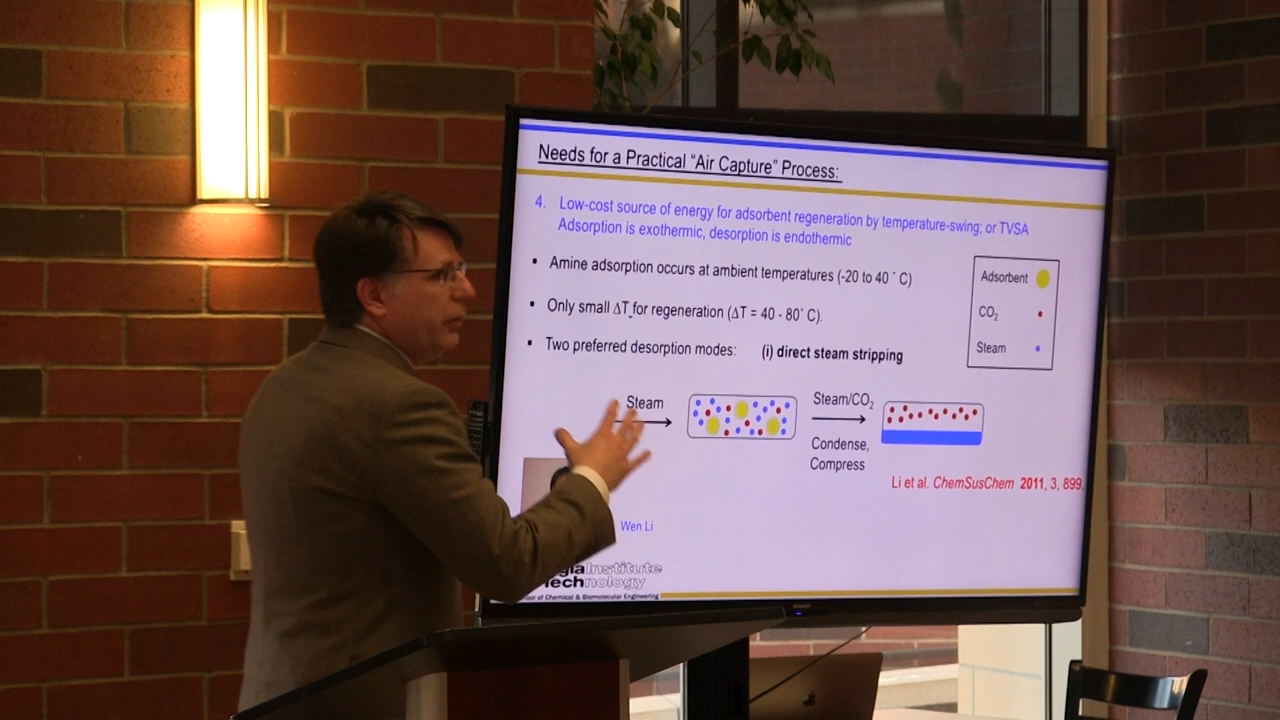 Needs for a Practical “Air Capture” Process:
4. Low-cost source of energy for adsorbent regeneration by temperature-swing; or TVSA
Adsorption is exothermic, desorption is endothermic
▪ Amine adsorption occurs at ambient temperatures (-20 to 40 ˚ C)
▪ Only small ΔT for regeneration (ΔT = 40 - 80˚ C).
▪ Two preferred desorption modes: (i) direct steam stripping
Adsorbent
CO₂
Steam
Steam
Steam/CO₂
Condense,
Compress
Li et al. ChemSusChem 2011, 3, 899.
Wen Li
Institute
Technology
of Chemical & Biomolecular Engineering